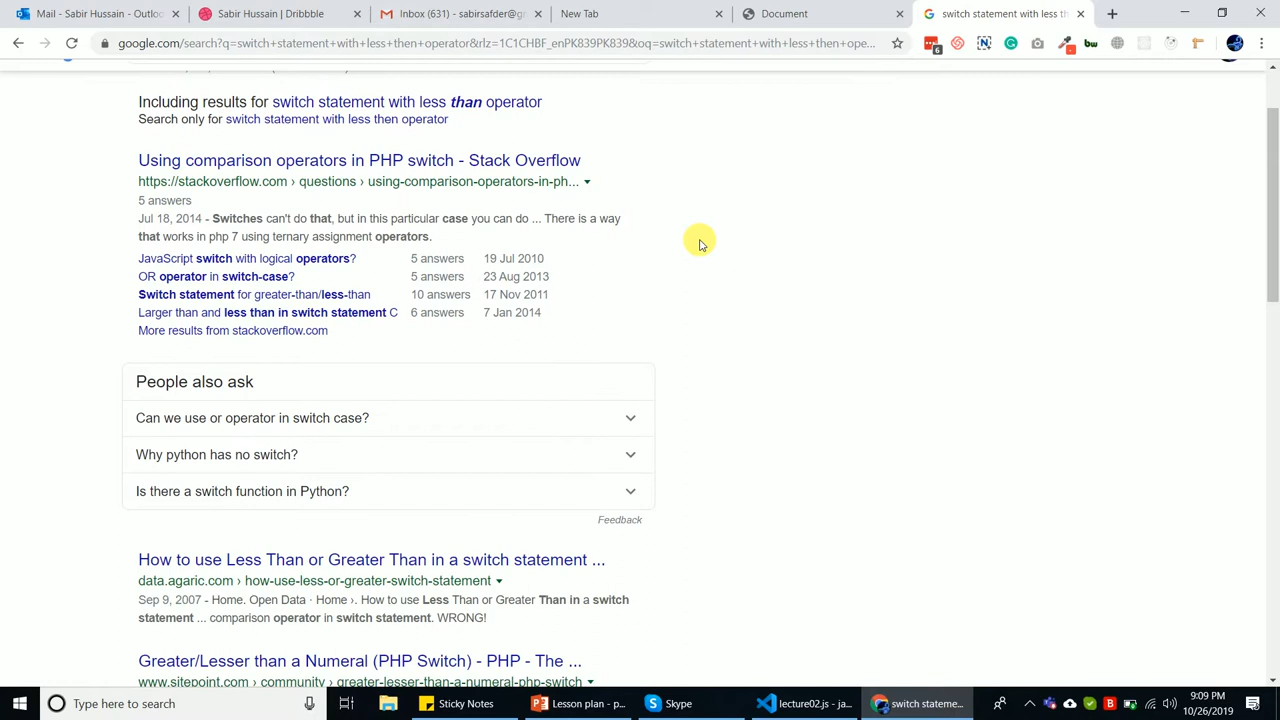 Mail - Sabir Hussain - Outloo
Sabir Hussain | Dribbble
Inbox (631) - sabirsafder@gr
New Tab
Document
switch statement with less th
google.com/search?q=switch+statement+with+less+then+operator&rlz=1C1CHBF_enPK839PK839&oq=switch+statement+with+less+then+ope...
6
bw
Including results for switch statement with less than operator
Search only for switch statement with less then operator
Using comparison operators in PHP switch - Stack Overflow
https://stackoverflow.com › questions › using-comparison-operators-in-ph...
5 answers
Jul 18, 2014 - Switches can't do that, but in this particular case you can do ... There is a way
that works in php 7 using ternary assignment operators.
JavaScript switch with logical operators? 5 answers 19 Jul 2010
OR operator in switch-case? 5 answers 23 Aug 2013
Switch statement for greater-than/less-than 10 answers 17 Nov 2011
Larger than and less than in switch statement C 6 answers 7 Jan 2014
More results from stackoverflow.com
People also ask
Can we use or operator in switch case?
Why python has no switch?
Is there a switch function in Python?
Feedback
How to use Less Than or Greater Than in a switch statement ...
data.agaric.com › how-use-less-or-greater-switch-statement
Sep 9, 2007 - Home. Open Data · Home ›. How to use Less Than or Greater Than in a switch
statement ... comparison operator in switch statement. WRONG!
Greater/Lesser than a Numeral (PHP Switch) - PHP - The ...
www.sitepoint.com › community › greater-lesser-than-a-numeral-php-switch
Type here to search
Sticky Notes
Lesson plan - p...
Skype
lecture02.js - ja...
switch stateme...
9:09 PM
10/26/2019